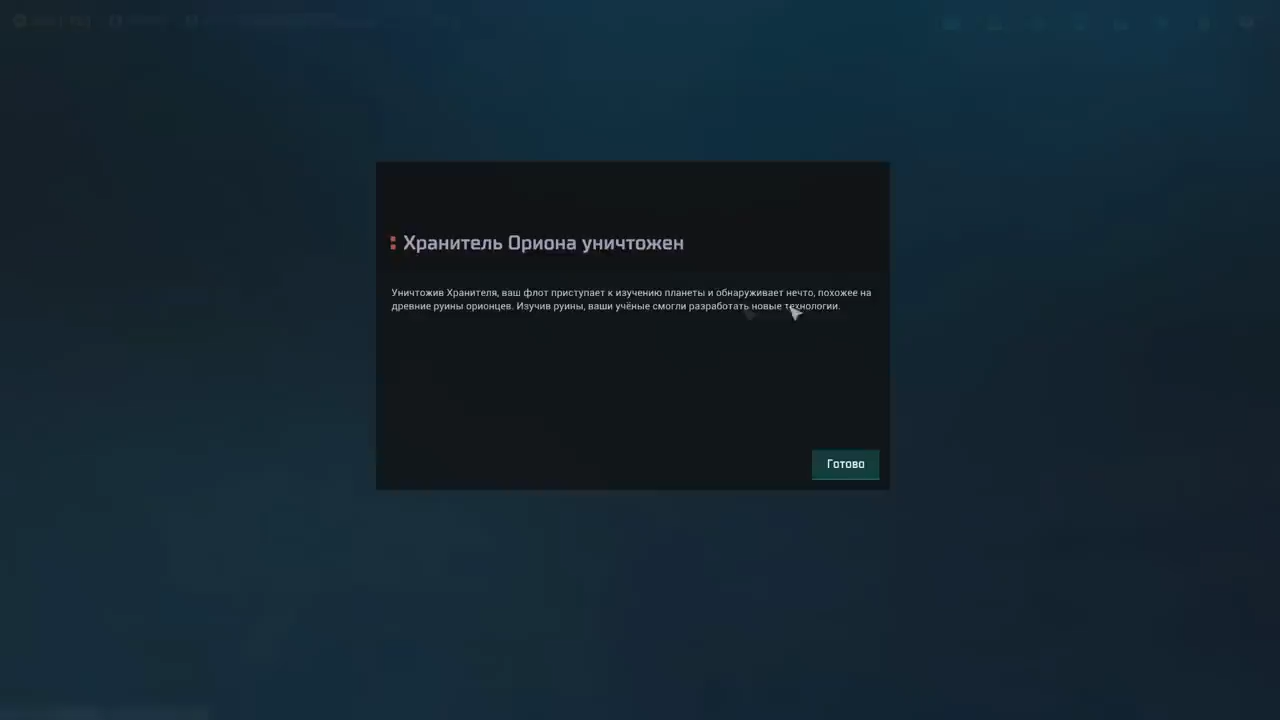 Хранитель Ориона уничтожен
Уничтожив Хранителя, ваш флот приступает к изучению планеты и обнаруживает нечто, похожее на
древние руины орионцев. Изучив руины, ваши учёные смогли разработать новые технологии.
Готово